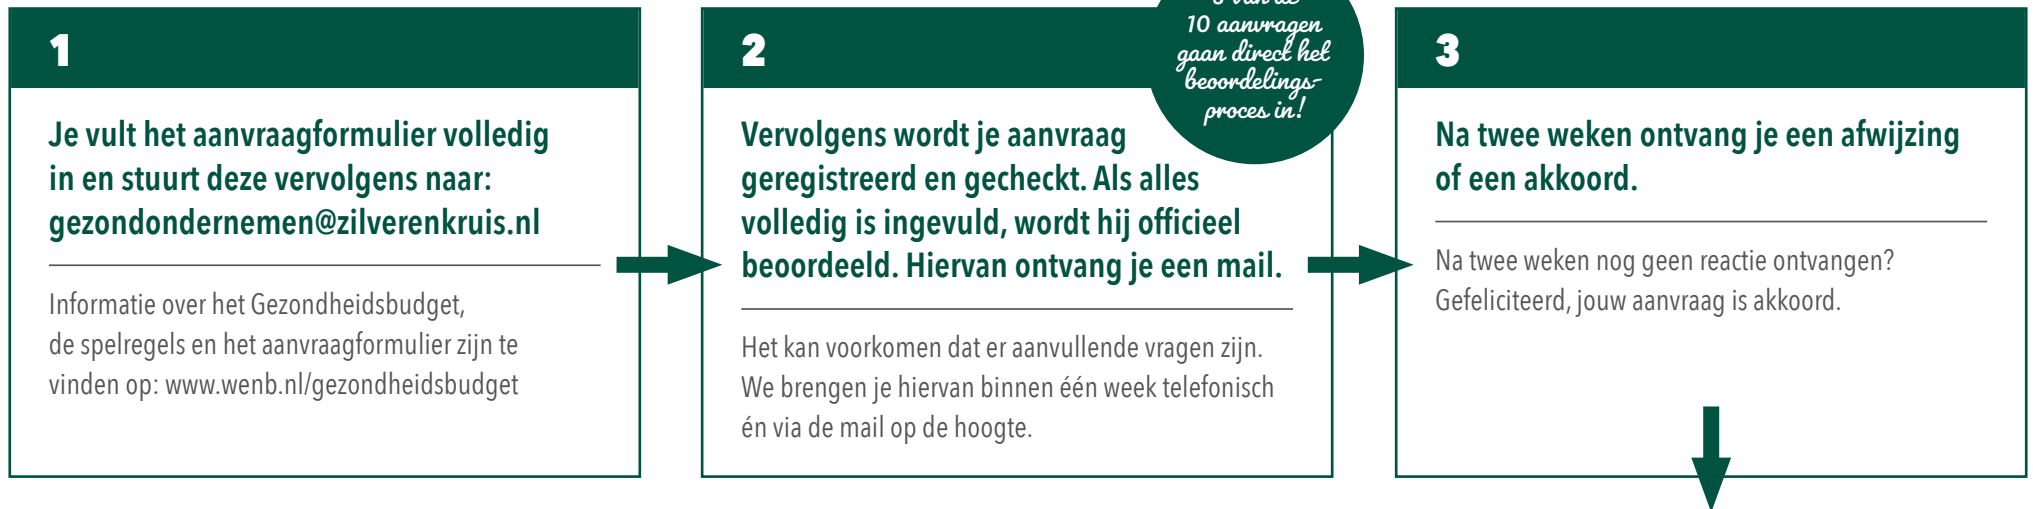 1
Je vult het aanvraagformulier volledig
in en stuurt deze vervolgens naar:
gezondondernemen@zilverenkruis.nl
Informatie over het Gezondheidsbudget,
de spelregels en het aanvraagformulier zijn te
vinden op: www.wenb.nl/gezondheidsbudget
2
van de
10 aanvragen
gaan direct het
beoordelings-
proces in!
Vervolgens wordt je aanvraag
geregistreerd en gecheckt. Als alles
volledig is ingevuld, wordt hij officieel
beoordeeld. Hiervan ontvang je een mail.
Het kan voorkomen dat er aanvullende vragen zijn.
We brengen je hiervan binnen één week telefonisch
én via de mail op de hoogte.
3
Na twee weken ontvang je een afwijzing
of een akkoord.
Na twee weken nog geen reactie ontvangen?
Gefeliciteerd, jouw aanvraag is akkoord.